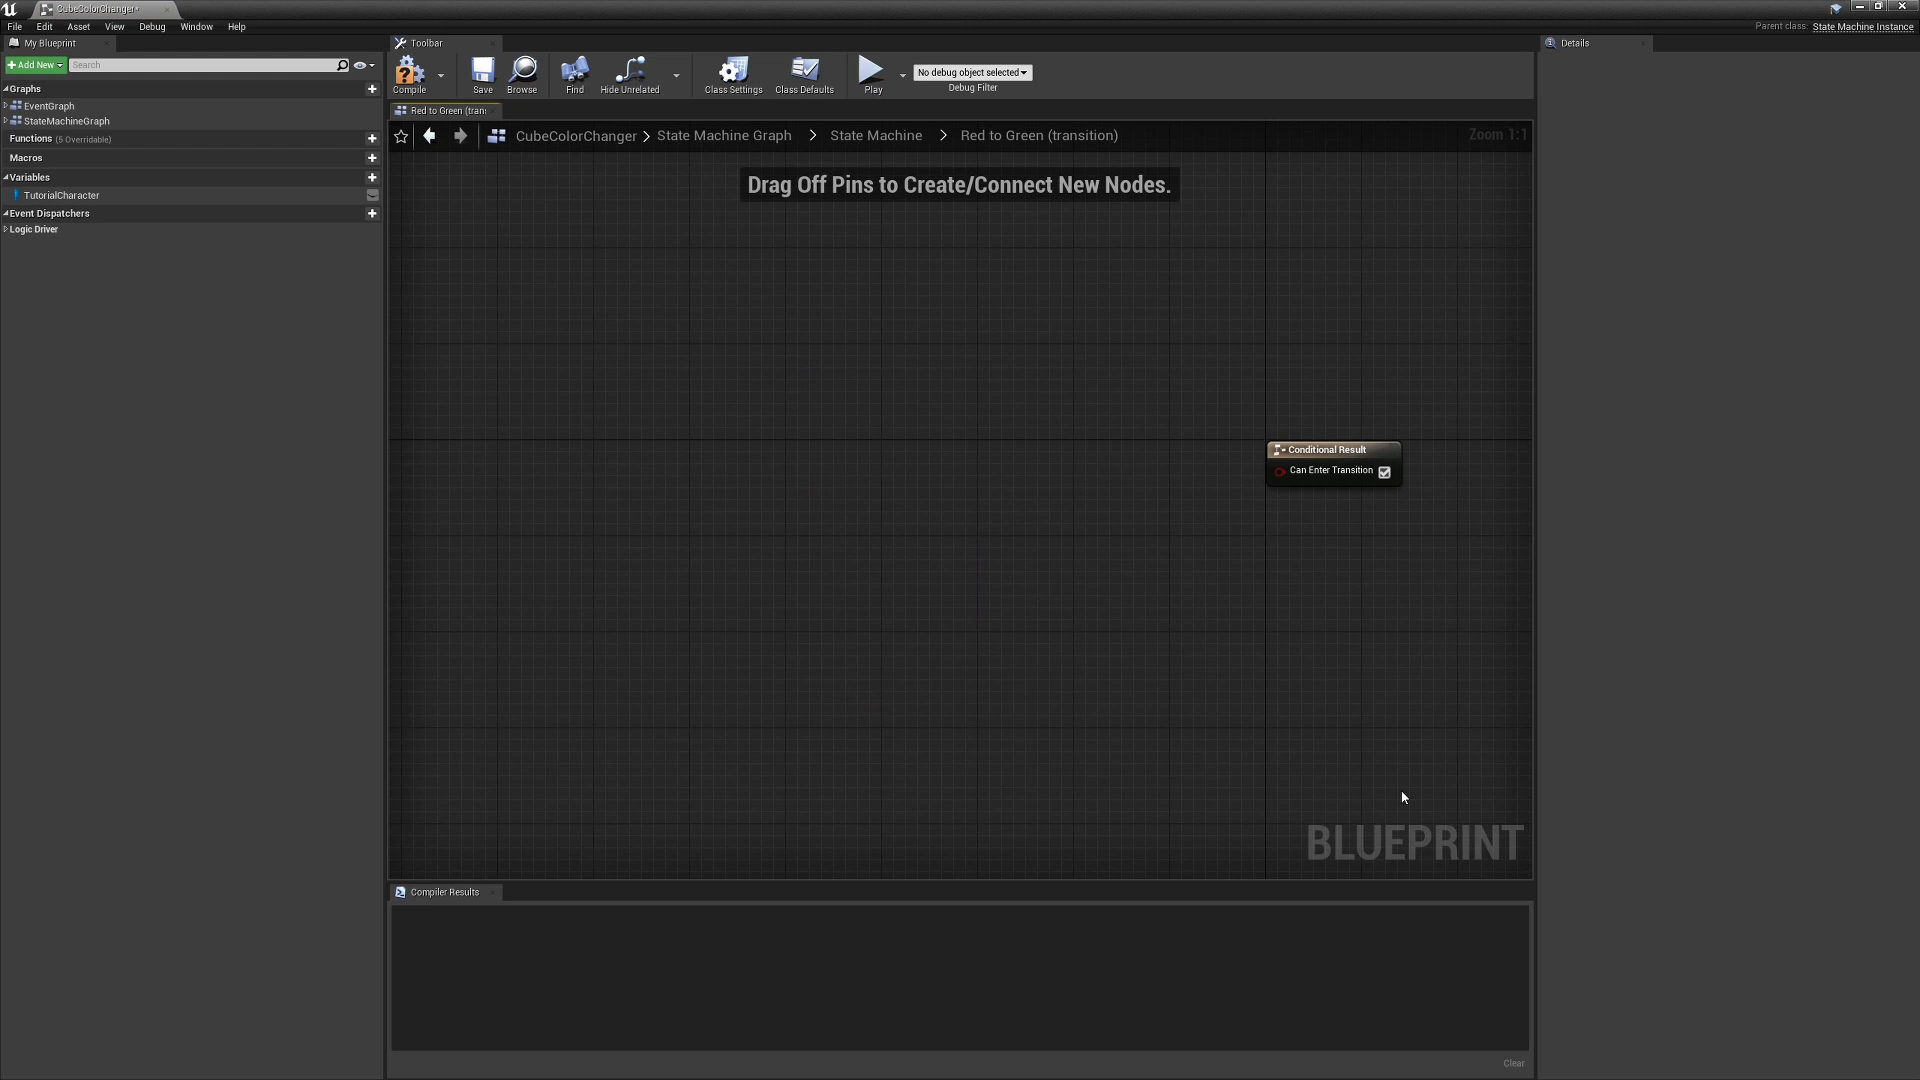 CubeColorChanger*
File Edit Asset View Debug Window Help
Parent class: State Machine Instance
My Blueprint
Add New
Search
Graphs
EventGraph
StateMachineGraph
Functions (5 Overridable)
Macros
Variables
TutorialCharacter
Event Dispatchers
Logic Driver
Toolbar
Compile
Save
Browse
Find
Hide Unrelated
Class Settings
Class Defaults
Play
No debug object selected
Debug Filter
Red to Green (tran
CubeColorChanger > State Machine Graph > State Machine > Red to Green (transition)
Zoom 1:1
Drag Off Pins to Create/Connect New Nodes.
Conditional Result
Can Enter Transition
BLUEPRINT
Compiler Results
Clear
Details